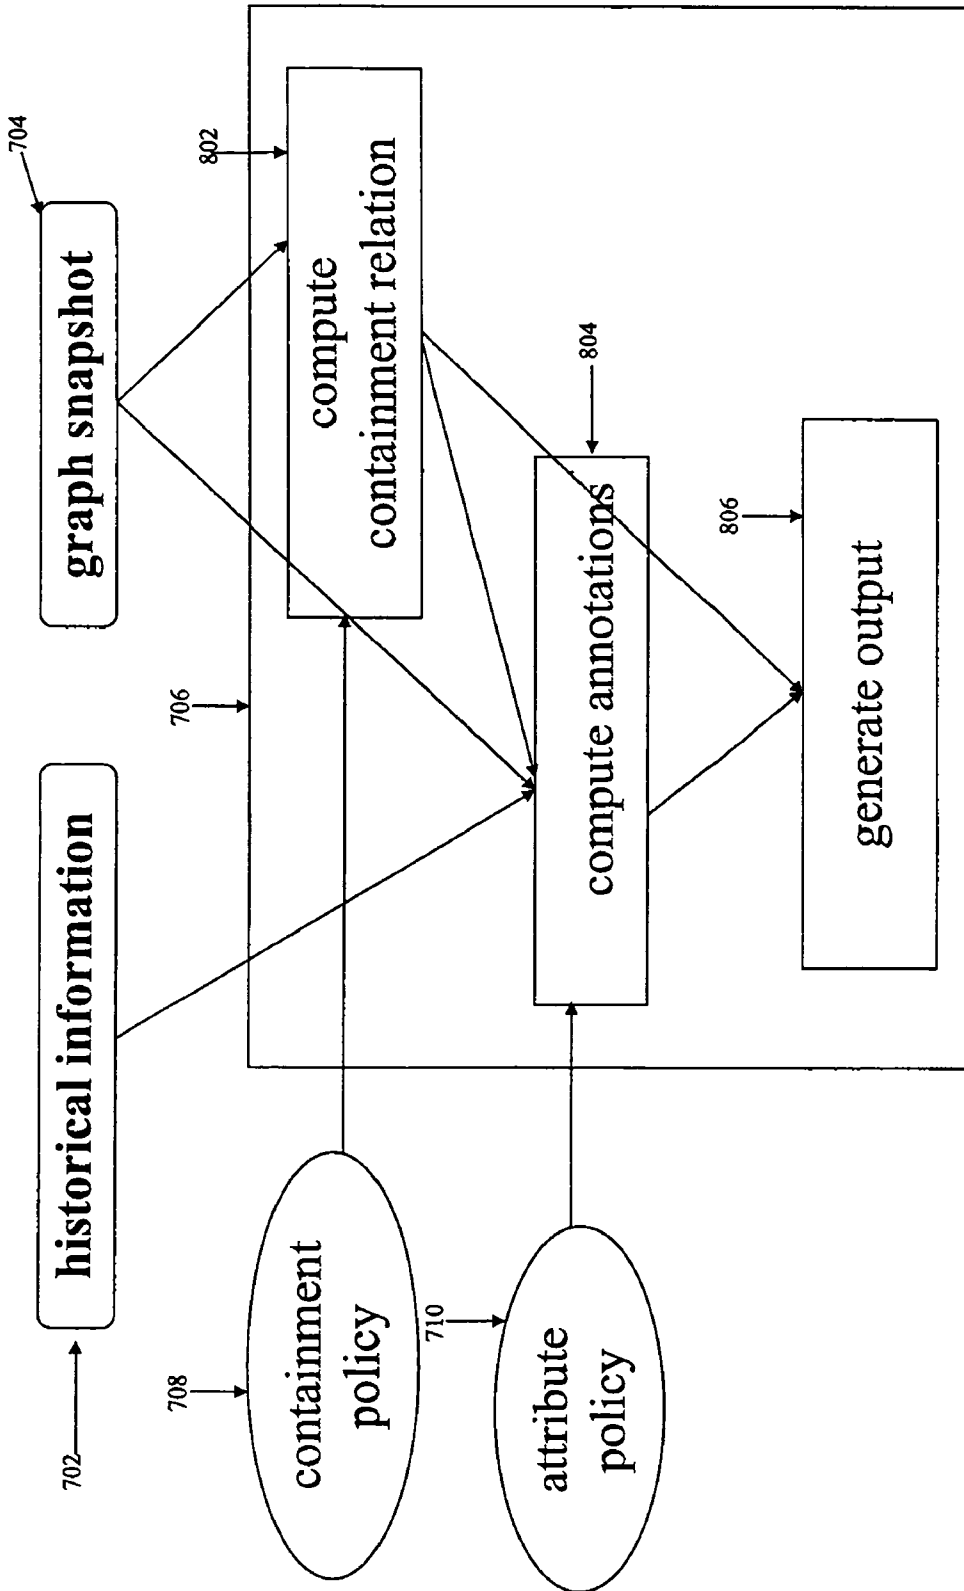 702
historical information
graph snapshot
704
706
802
708
containment
policy
compute
containment relation
710
attribute
policy
804
compute annotations
806
generate output